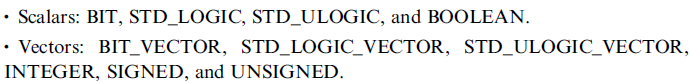 • Scalars: BIT, STD_LOGIC, STD_ULOGIC, and BOOLEAN.
• Vectors: BIT_VECTOR, STD_LOGIC_VECTOR, STD_ULOGIC_VECTOR,
INTEGER, SIGNED, and UNSIGNED.